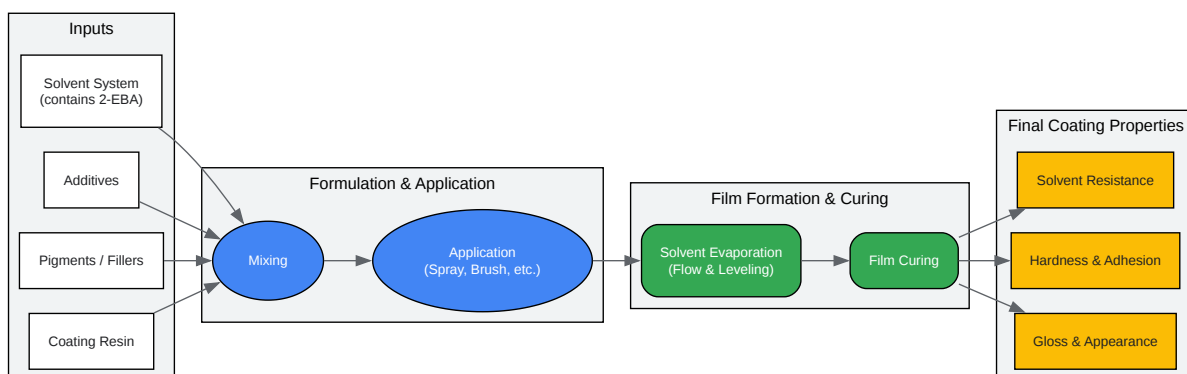 Inputs
Solvent System
(contains 2-EBA)
Additives
Pigments / Fillers
Coating Resin
Formulation & Application
Mixing
Application
(Spray, Brush, etc.)
Film Formation & Curing
Solvent Evaporation
(Flow & Leveling)
Film Curing
Final Coating Properties
Solvent Resistance
Hardness & Adhesion
Gloss & Appearance